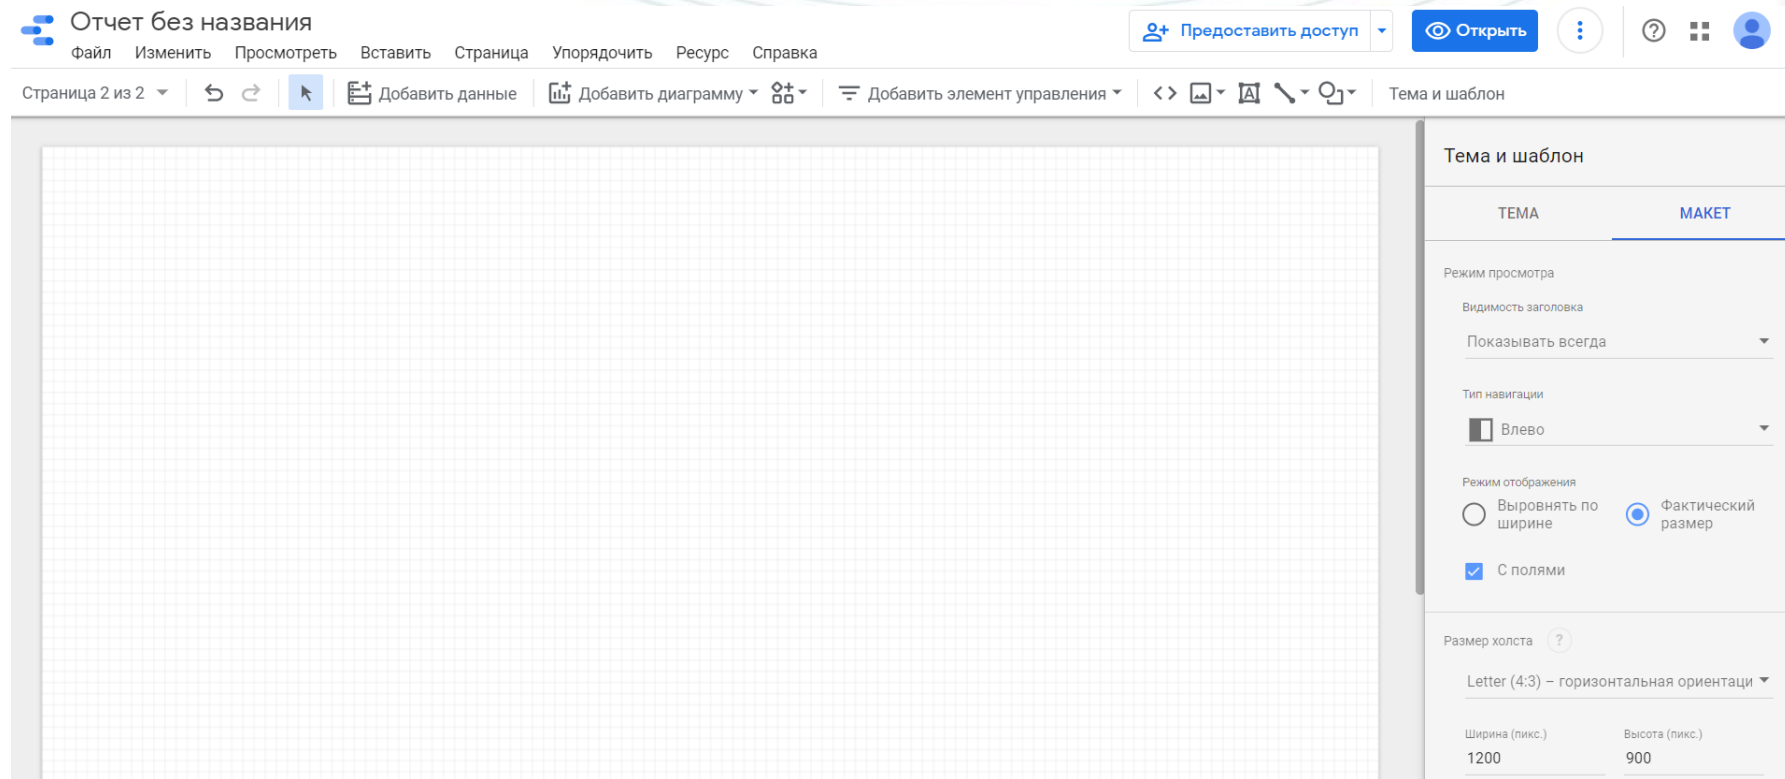 Отчет без названия
Файл Изменить Просмотреть Вставить Страница Упорядочить Ресурс Справка
Предоставить доступ
Открыть
Страница 2 из 2
Добавить данные
Добавить диаграмму
Добавить элемент управления
Тема и шаблон
Тема и шаблон
ТЕМА МАКЕТ
Режим просмотра
Видимость заголовка
Показывать всегда
Тип навигации
Влево
Режим отображения
Выровнять по
ширине
Фактический
размер
С полями
Размер холста ?
Letter (4:3) – горизонтальная ориентаци
Ширина (пикс.) Высота (пикс.)
1200 900